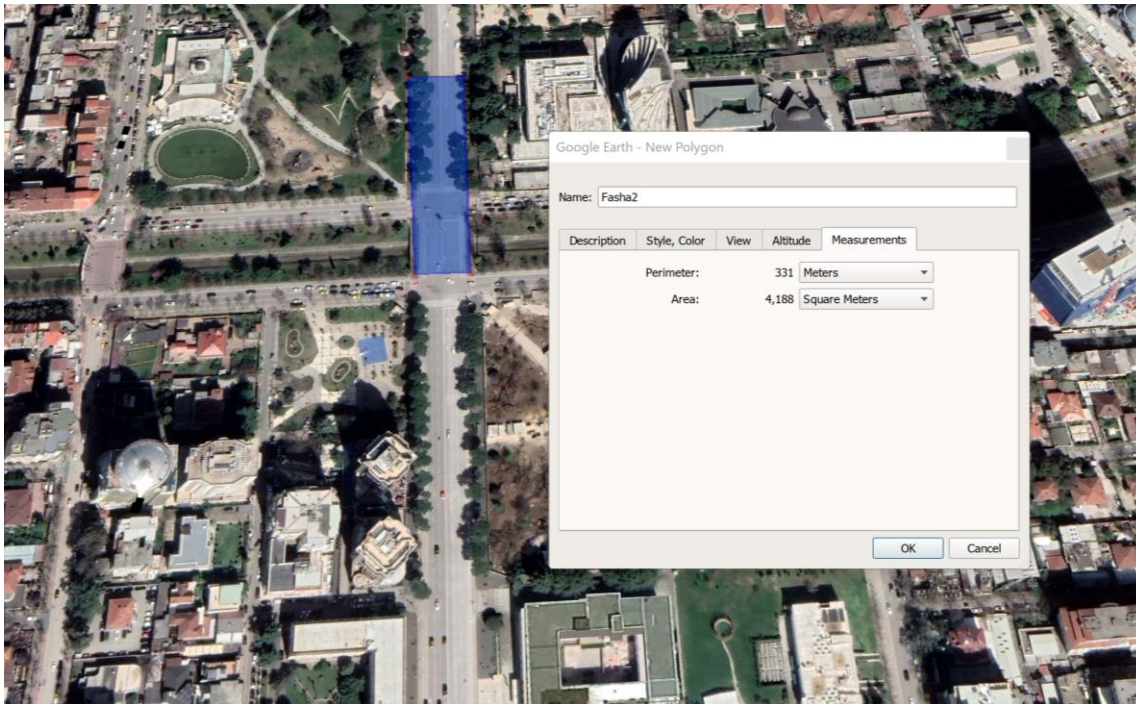 Google Earth - New Polygon
Name: Fasha2
Description Style, Color View Altitude Measurements
Perimeter: 331 Meters
Area: 4,188 Square Meters
OK Cancel